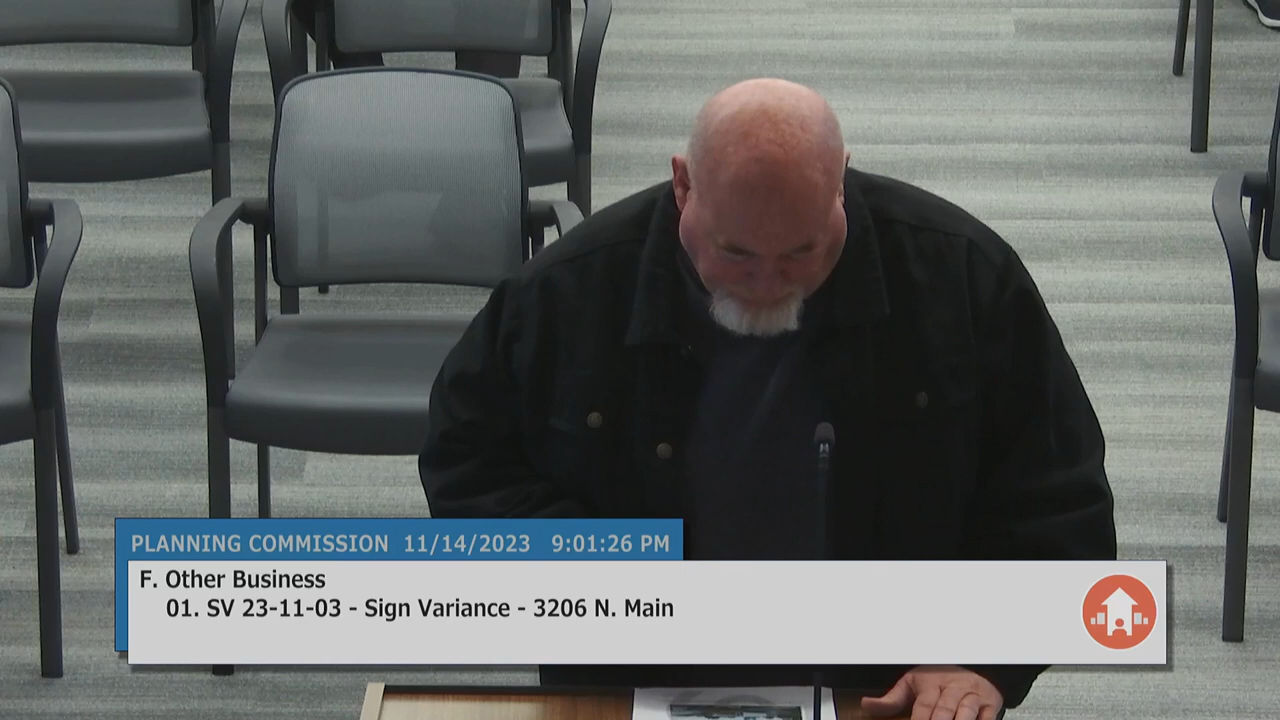 PLANNING COMMISSION 11/14/2023 9:01:26 PM
F. Other Business
01. SV 23-11-03 - Sign Variance - 3206 N. Main